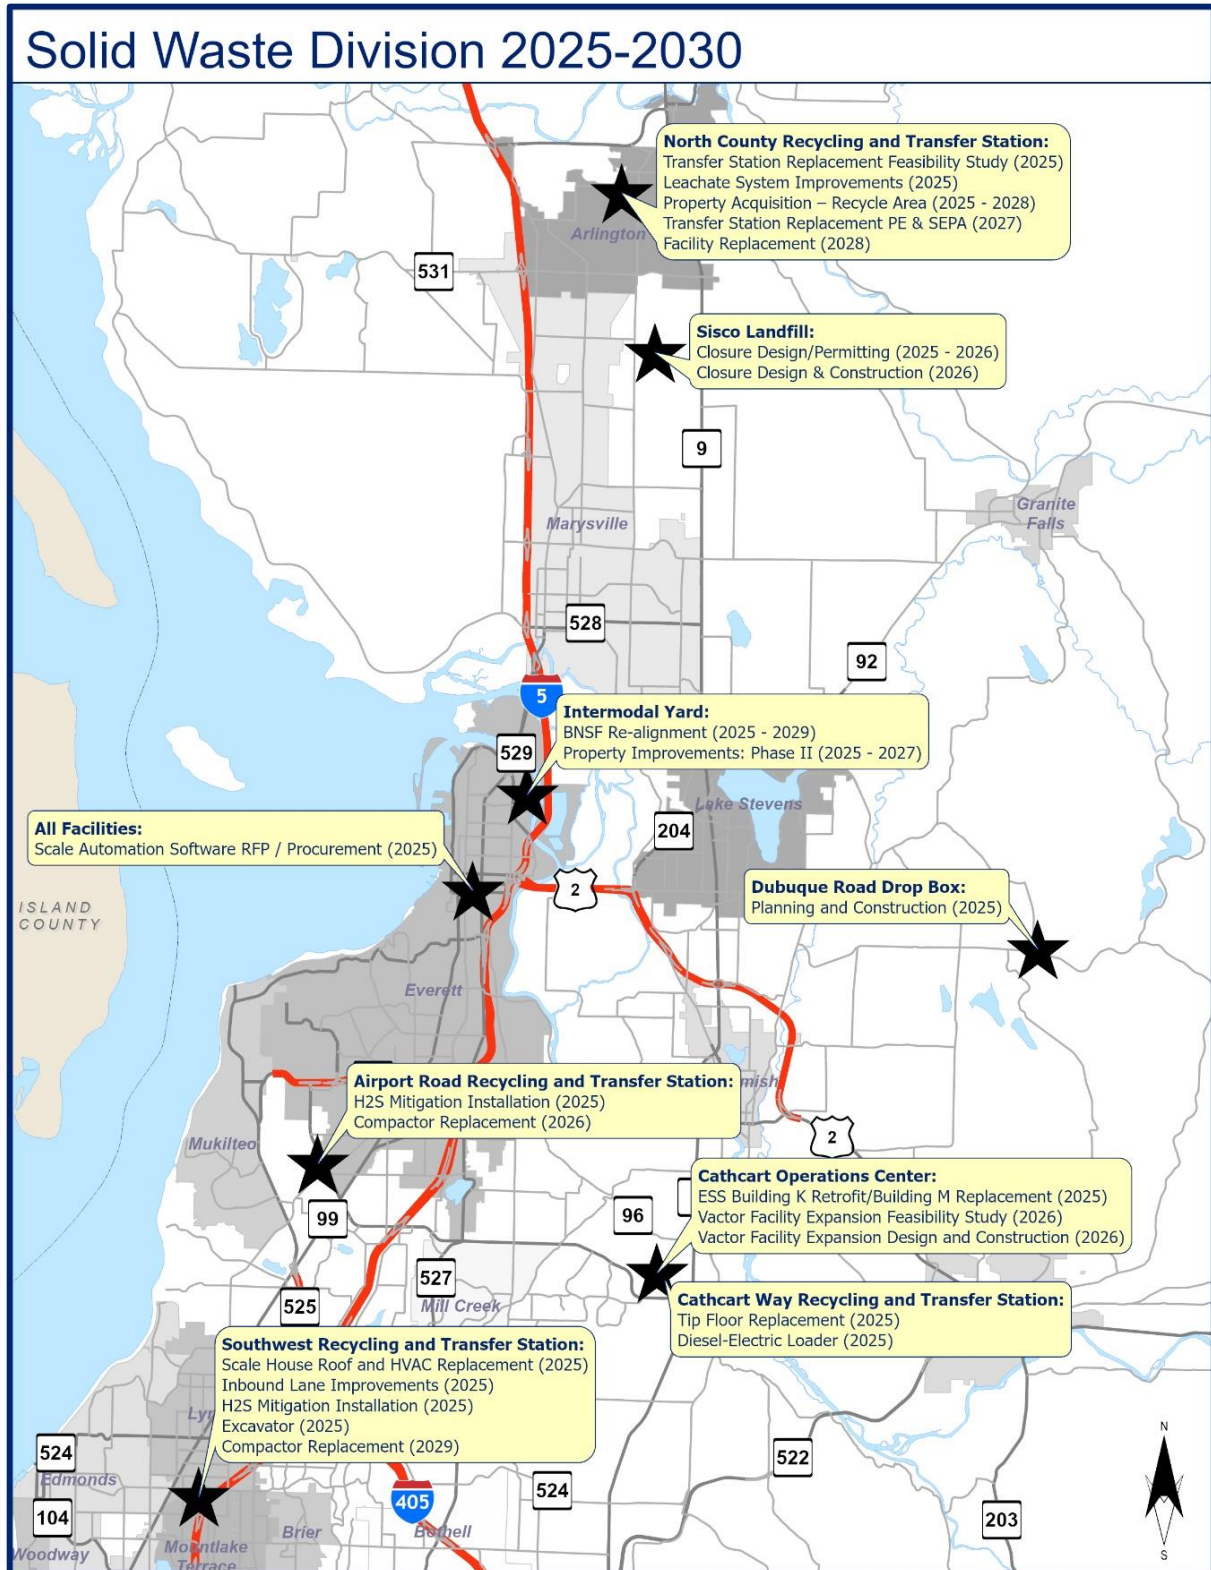 Solid Waste Division 2025-2030
North County Recycling and Transfer Station:
Transfer Station Replacement Feasibility Study (2025)
Leachate System Improvements (2025)
Property Acquisition – Recycle Area (2025 - 2028)
Transfer Station Replacement PE & SEPA (2027)
Facility Replacement (2028)
Arlington
531
Sisco Landfill:
Closure Design/Permitting (2025 - 2026)
Closure Design & Construction (2026)
9
Granite
Falls
Marysville
528
92
5
Intermodal Yard:
BNSF Re-alignment (2025 - 2029)
Property Improvements: Phase II (2025 - 2027)
529
Lake Stevens
204
All Facilities:
Scale Automation Software RFP / Procurement (2025)
2
Dubuque Road Drop Box:
Planning and Construction (2025)
ISLAND
COUNTY
Everett
Airport Road Recycling and Transfer Station:
H2S Mitigation Installation (2025)
Compactor Replacement (2026)
mish
2
Mukilteo
Cathcart Operations Center:
ESS Building K Retrofit/Building M Replacement (2025)
Vactor Facility Expansion Feasibility Study (2026)
Vactor Facility Expansion Design and Construction (2026)
99
96
527
525
Mill Creek
Cathcart Way Recycling and Transfer Station:
Tip Floor Replacement (2025)
Diesel-Electric Loader (2025)
Southwest Recycling and Transfer Station:
Scale House Roof and HVAC Replacement (2025)
Inbound Lane Improvements (2025)
H2S Mitigation Installation (2025)
Excavator (2025)
Compactor Replacement (2029)
Lyn
524
Edmonds
104
Woodway
Mountlake
Terrace
Brier
405
Bothell
524
522
203
N
S